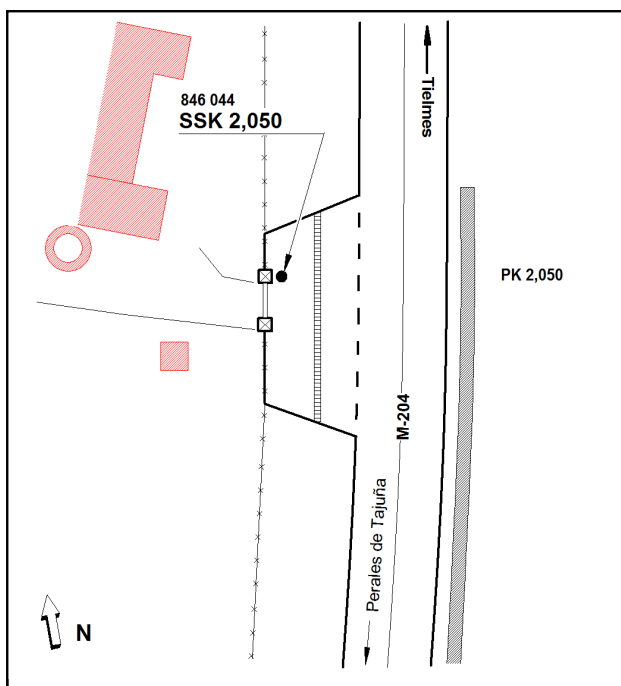 846 044
SSK 2,050
Tielmes
PK 2,050
M-204
Perales de Tajuña
N